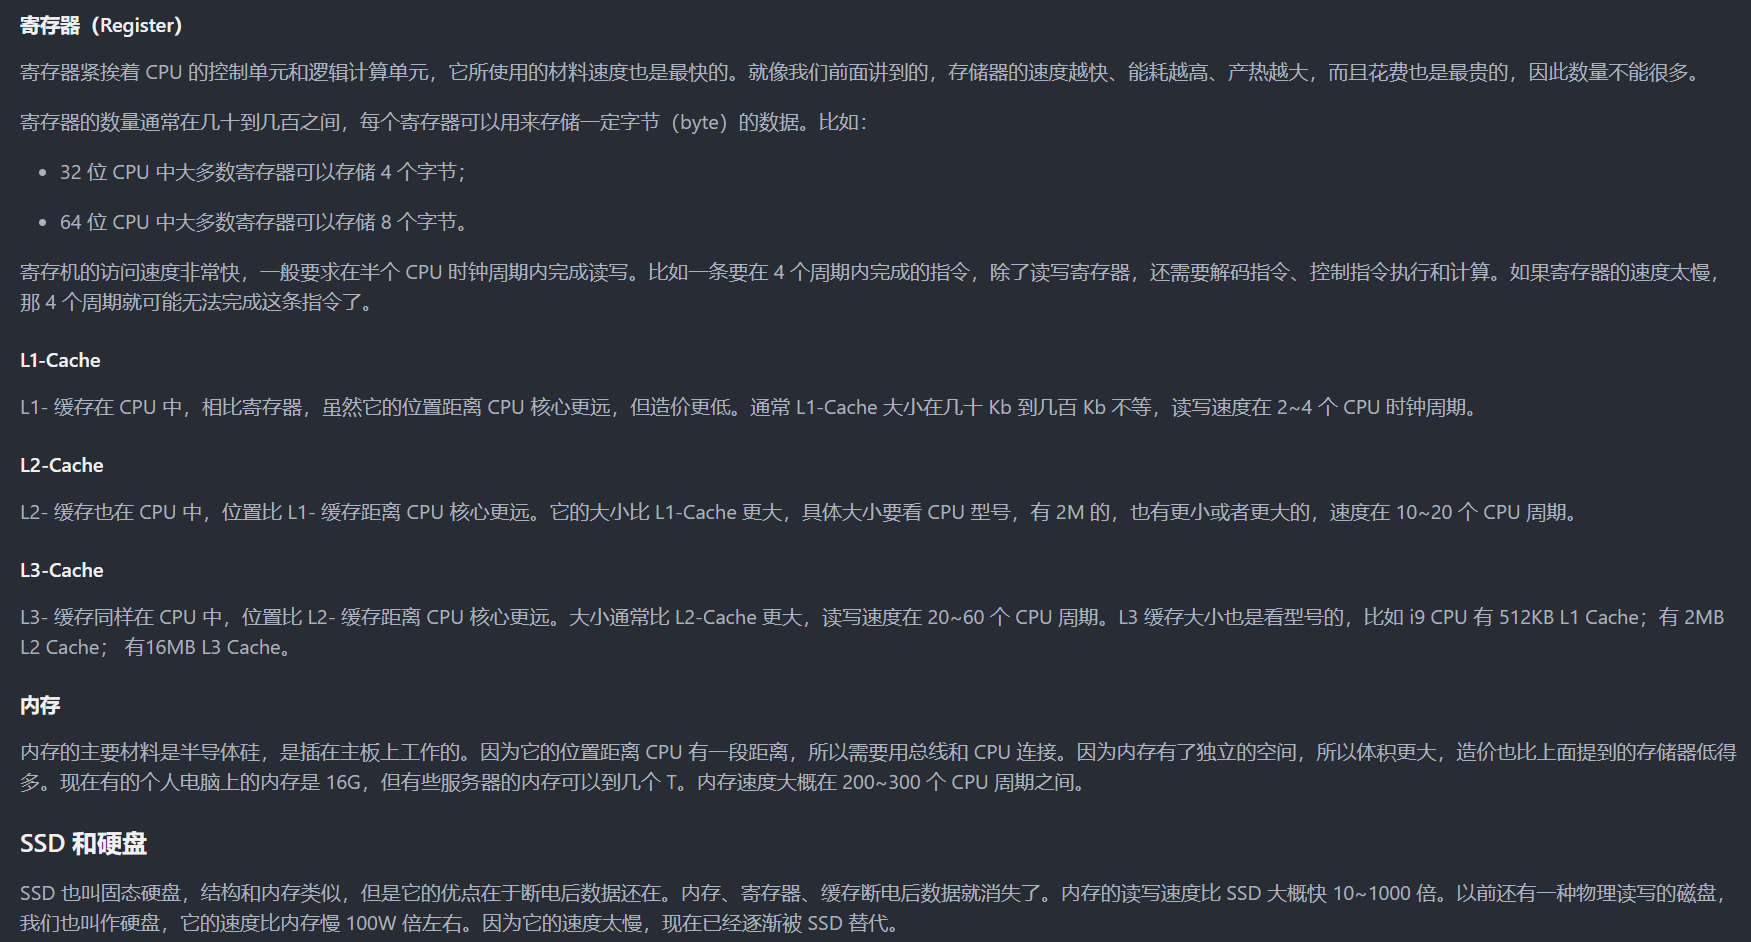 寄存器（Register）
寄存器紧挨着 CPU 的控制单元和逻辑计算单元，它所使用的材料速度也是最快的。就像我们前面讲到的，存储器的速度越快、能耗越高、产热越大，而且花费也是最贵的，因此数量不能很多。
寄存器的数量通常在几十到几百之间，每个寄存器可以用来存储一定字节（byte）的数据。比如：
• 32 位 CPU 中大多数寄存器可以存储 4 个字节；
• 64 位 CPU 中大多数寄存器可以存储 8 个字节。
寄存机的访问速度非常快，一般要求在半个 CPU 时钟周期内完成读写。比如一条要在 4 个周期内完成的指令，除了读写寄存器，还需要解码指令、控制指令执行和计算。如果寄存器的速度太慢，
那 4 个周期就可能无法完成这条指令了。
L1-Cache
L1- 缓存在 CPU 中，相比寄存器，虽然它的位置距离 CPU 核心更远，但造价更低。通常 L1-Cache 大小在几十 Kb 到几百 Kb 不等，读写速度在 2~4 个 CPU 时钟周期。
L2-Cache
L2- 缓存也在 CPU 中，位置比 L1- 缓存距离 CPU 核心更远。它的大小比 L1-Cache 更大，具体大小要看 CPU 型号，有 2M 的，也有更小或者更大的，速度在 10~20 个 CPU 周期。
L3-Cache
L3- 缓存同样在 CPU 中，位置比 L2- 缓存距离 CPU 核心更远。大小通常比 L2-Cache 更大，读写速度在 20~60 个 CPU 周期。L3 缓存大小也是看型号的，比如 i9 CPU 有 512KB L1 Cache；有 2MB
L2 Cache； 有16MB L3 Cache。
内存
内存的主要材料是半导体硅，是插在主板上工作的。因为它的位置距离 CPU 有一段距离，所以需要用总线和 CPU 连接。因为内存有了独立的空间，所以体积更大，造价也比上面提到的存储器低得
多。现在有的个人电脑上的内存是 16G，但有些服务器的内存可以到几个 T。内存速度大概在 200~300 个 CPU 周期之间。
SSD 和硬盘
SSD 也叫固态硬盘，结构和内存类似，但是它的优点在于断电后数据还在。内存、寄存器、缓存断电后数据就消失了。内存的读写速度比 SSD 大概快 10~1000 倍。以前还有一种物理读写的磁盘，
我们也叫作硬盘，它的速度比内存慢 100W 倍左右。因为它的速度太慢，现在已经逐渐被 SSD 替代。